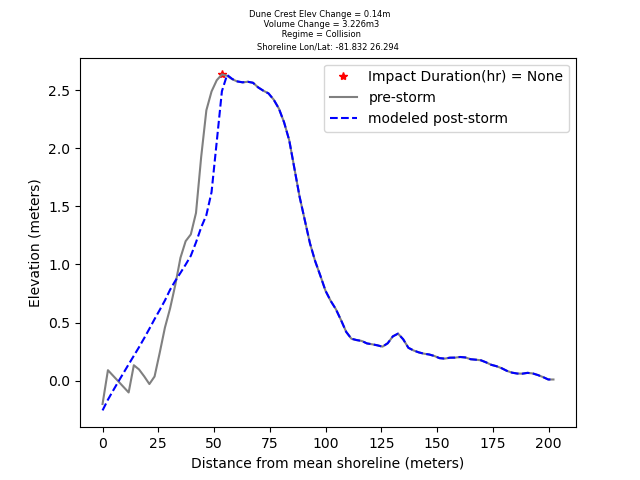 Dune Crest Elev Change = 0.14m
Volume Change = 3.226m3
Regime = Collision
Shoreline Lon/Lat: -81.832 26.294
Impact Duration(hr) = None
pre-storm
modeled post-storm
Elevation (meters)
2.5
2.0
1.5
1.0
0.5
0.0
0 25 50 75 100 125 150 175 200
Distance from mean shoreline (meters)